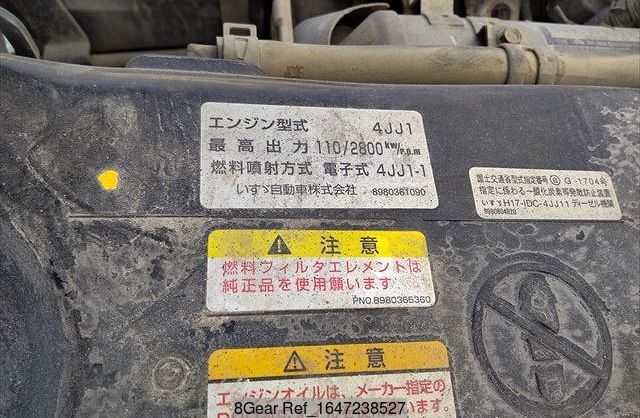 エンジン型式 4JJ1
最高出力 110/2800 kW/r.p.m
燃料噴射方式 電子式 4JJ1-1
いすゞ自動車株式会社 8980361090
国土交通省型式指定番号 G -1704号
指定に係わる一酸化炭素等発散防止装置
いすゞH17-IDC-4JJ11 ディーゼル機関
8980804620
注意
燃料フィルタエレメントは
純正品を使用願います
PNO.8980365360
注意
エンジンオイルは、メーカー指定の
8Gear Ref_1647238527